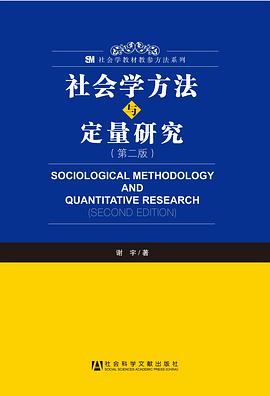 SM 社会学教材教参方法系列
社会学方法
与
定量研究
（第二版）
SOCIOLOGICAL METHODOLOGY
AND
QUANTITATIVE RESEARCH
(SECOND EDITION)
谢 宇/著
社会科学文献出版社
SOCIAL SCIENCES ACADEMIC PRESS (CHINA)